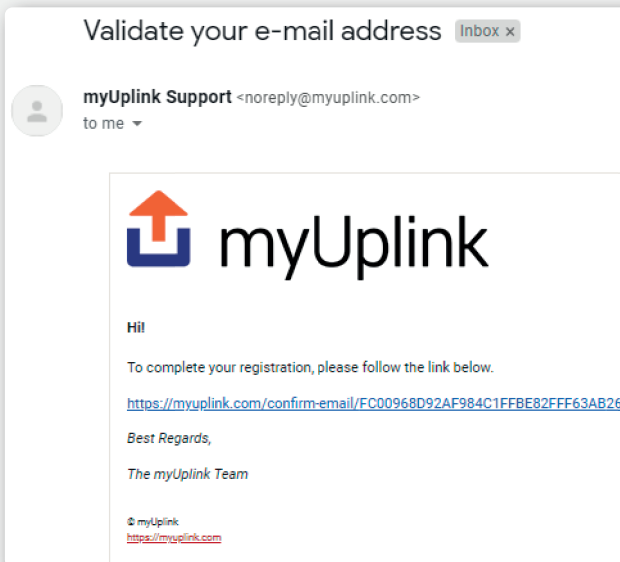 Validate your e-mail address Inbox x
myUplink Support <noreply@myuplink.com>
to me
myUplink
Hi!
To complete your registration, please follow the link below.
https://myuplink.com/confirm-email/FC00968D92AF984C1FFBE82FFF63AB26
Best Regards,
The myUplink Team
© myUplink
https://myuplink.com